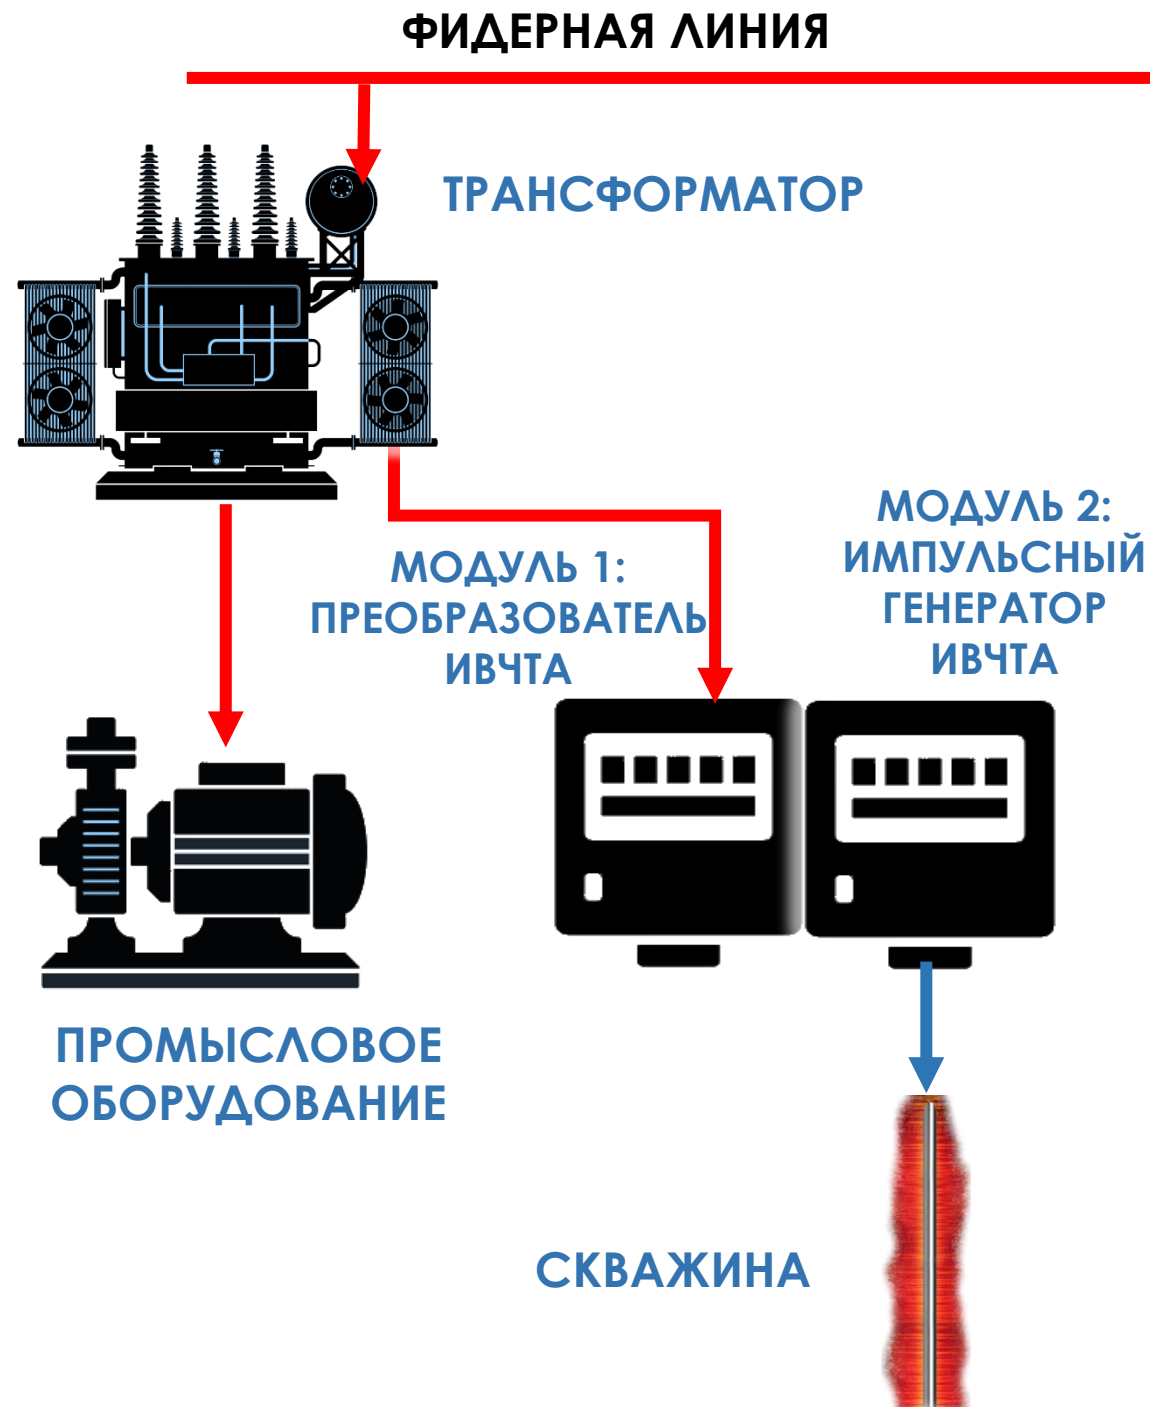 ФИДЕРНАЯ ЛИНИЯ
ТРАНСФОРМАТОР
МОДУЛЬ 1:
ПРЕОБРАЗОВАТЕЛЬ
ИВЧТА
МОДУЛЬ 2:
ИМПУЛЬСНЫЙ
ГЕНЕРАТОР
ИВЧТА
ПРОМЫСЛОВОЕ
ОБОРУДОВАНИЕ
СКВАЖИНА